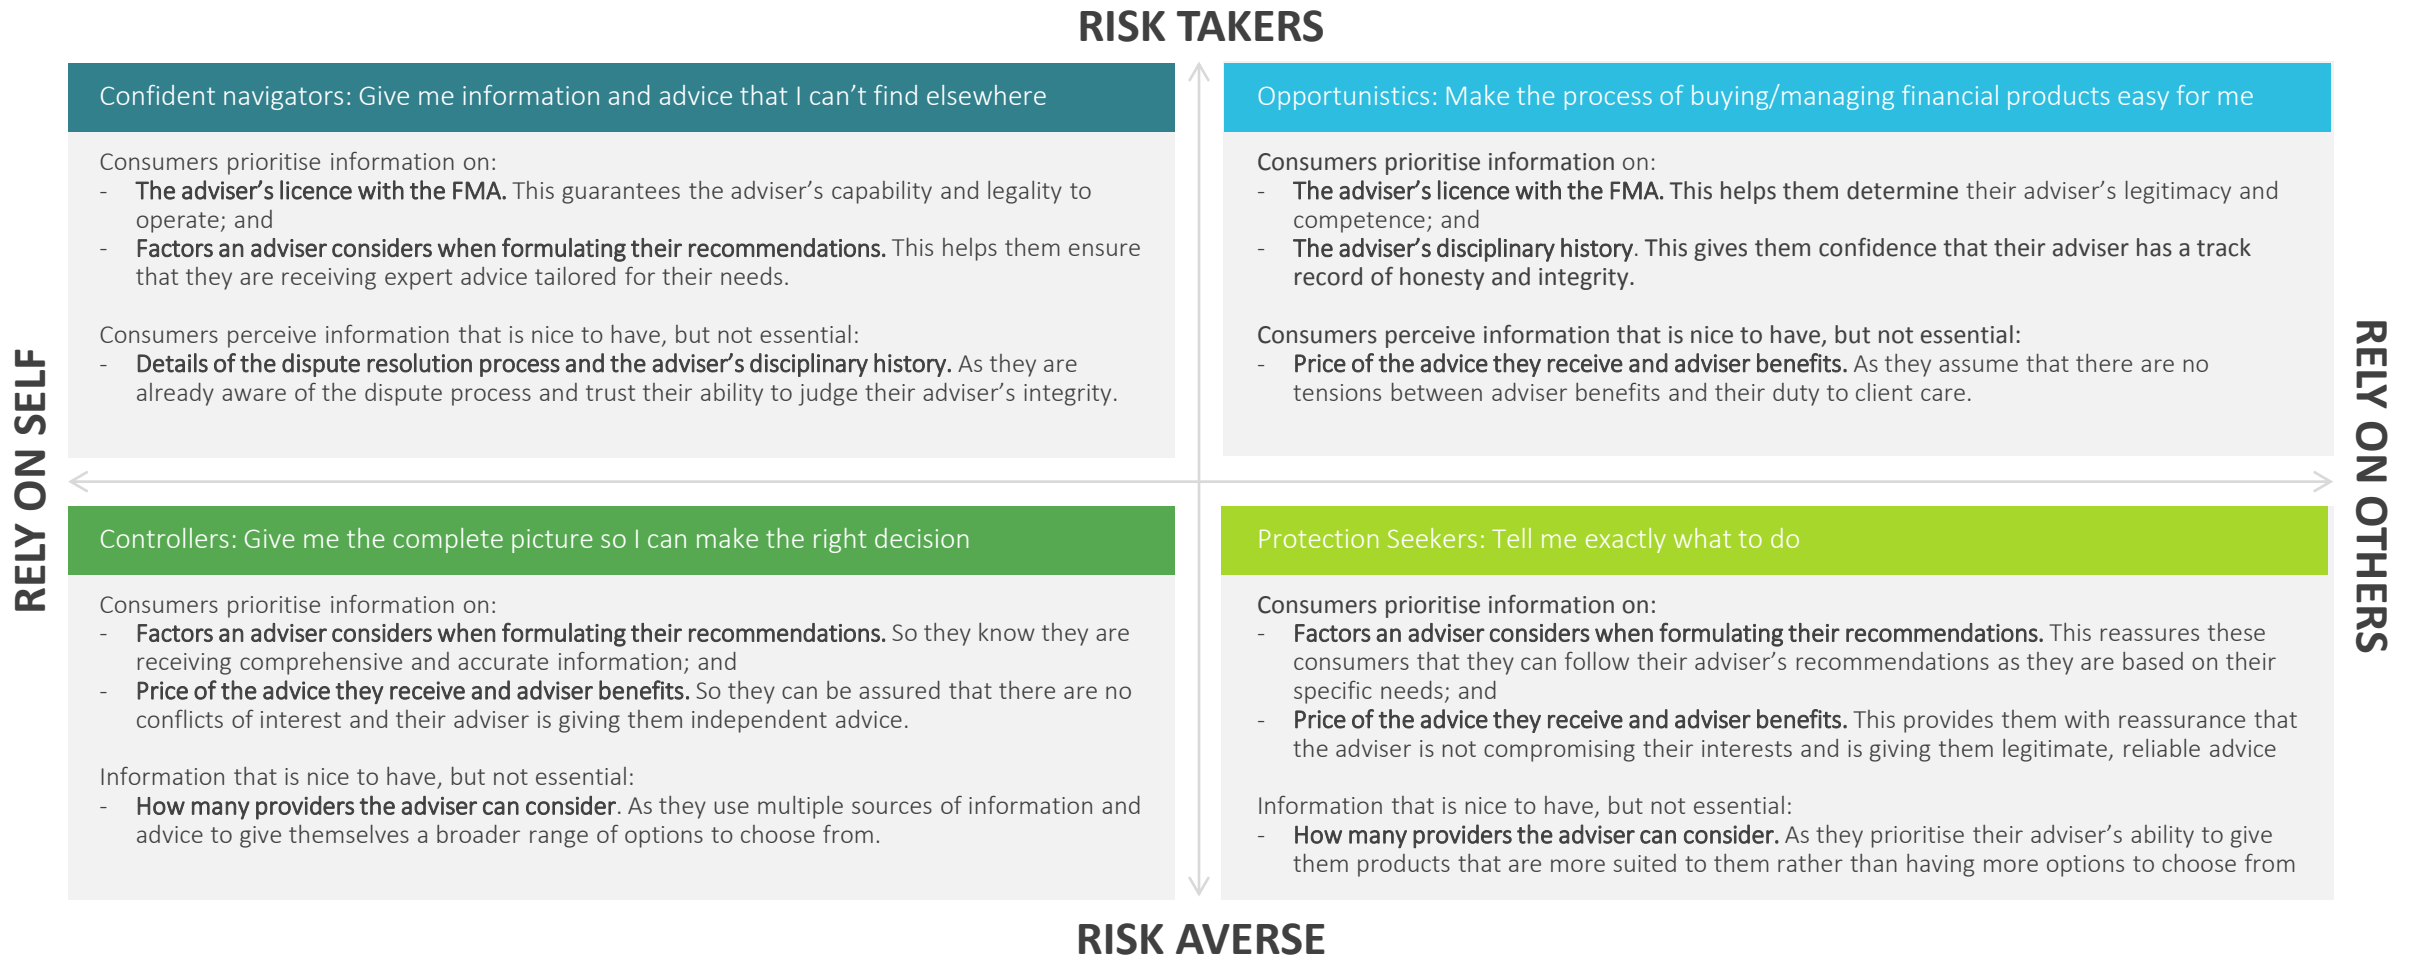 RISK TAKERS
Confident navigators: Give me information and advice that I can’t find elsewhere
Consumers prioritise information on:
- The adviser’s licence with the FMA. This guarantees the adviser’s capability and legality to
operate; and
- Factors an adviser considers when formulating their recommendations. This helps them ensure
that they are receiving expert advice tailored for their needs.
Consumers perceive information that is nice to have, but not essential:
- Details of the dispute resolution process and the adviser’s disciplinary history. As they are
already aware of the dispute process and trust their ability to judge their adviser’s integrity.
Opportunistics: Make the process of buying/managing financial products easy for me
Consumers prioritise information on:
- The adviser’s licence with the FMA. This helps them determine their adviser’s legitimacy and
competence; and
- The adviser’s disciplinary history. This gives them confidence that their adviser has a track
record of honesty and integrity.
Consumers perceive information that is nice to have, but not essential:
- Price of the advice they receive and adviser benefits. As they assume that there are no
tensions between adviser benefits and their duty to client care.
RELY ON SELF
RELY ON OTHERS
Controllers: Give me the complete picture so I can make the right decision
Consumers prioritise information on:
- Factors an adviser considers when formulating their recommendations. So they know they are
receiving comprehensive and accurate information; and
- Price of the advice they receive and adviser benefits. So they can be assured that there are no
conflicts of interest and their adviser is giving them independent advice.
Information that is nice to have, but not essential:
- How many providers the adviser can consider. As they use multiple sources of information and
advice to give themselves a broader range of options to choose from.
Protection Seekers: Tell me exactly what to do
Consumers prioritise information on:
- Factors an adviser considers when formulating their recommendations. This reassures these
consumers that they can follow their adviser’s recommendations as they are based on their
specific needs; and
- Price of the advice they receive and adviser benefits. This provides them with reassurance that
the adviser is not compromising their interests and is giving them legitimate, reliable advice
Information that is nice to have, but not essential:
- How many providers the adviser can consider. As they prioritise their adviser’s ability to give
them products that are more suited to them rather than having more options to choose from
RISK AVERSE